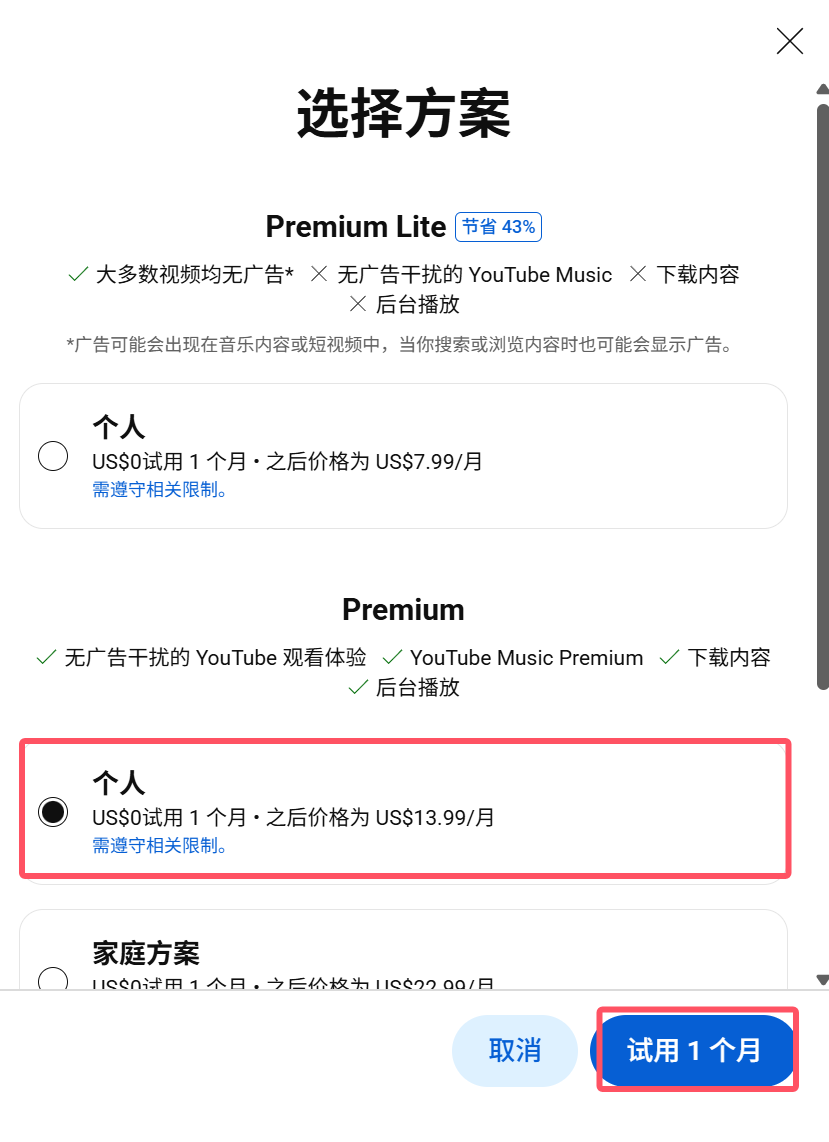 选择方案
Premium Lite 节省 43%
大多数视频均无广告* 无广告干扰的 YouTube Music 下载内容
后台播放
*广告可能会出现在音乐内容或短视频中，当你搜索或浏览内容时也可能会显示广告。
个人
US$0试用 1 个月 • 之后价格为 US$7.99/月
需遵守相关限制。
Premium
无广告干扰的 YouTube 观看体验 YouTube Music Premium 下载内容
后台播放
个人
US$0试用 1 个月 • 之后价格为 US$13.99/月
需遵守相关限制。
家庭方案
US$0试用 1 个月 • 之后价格为 US$22.99/月
取消 试用 1 个月